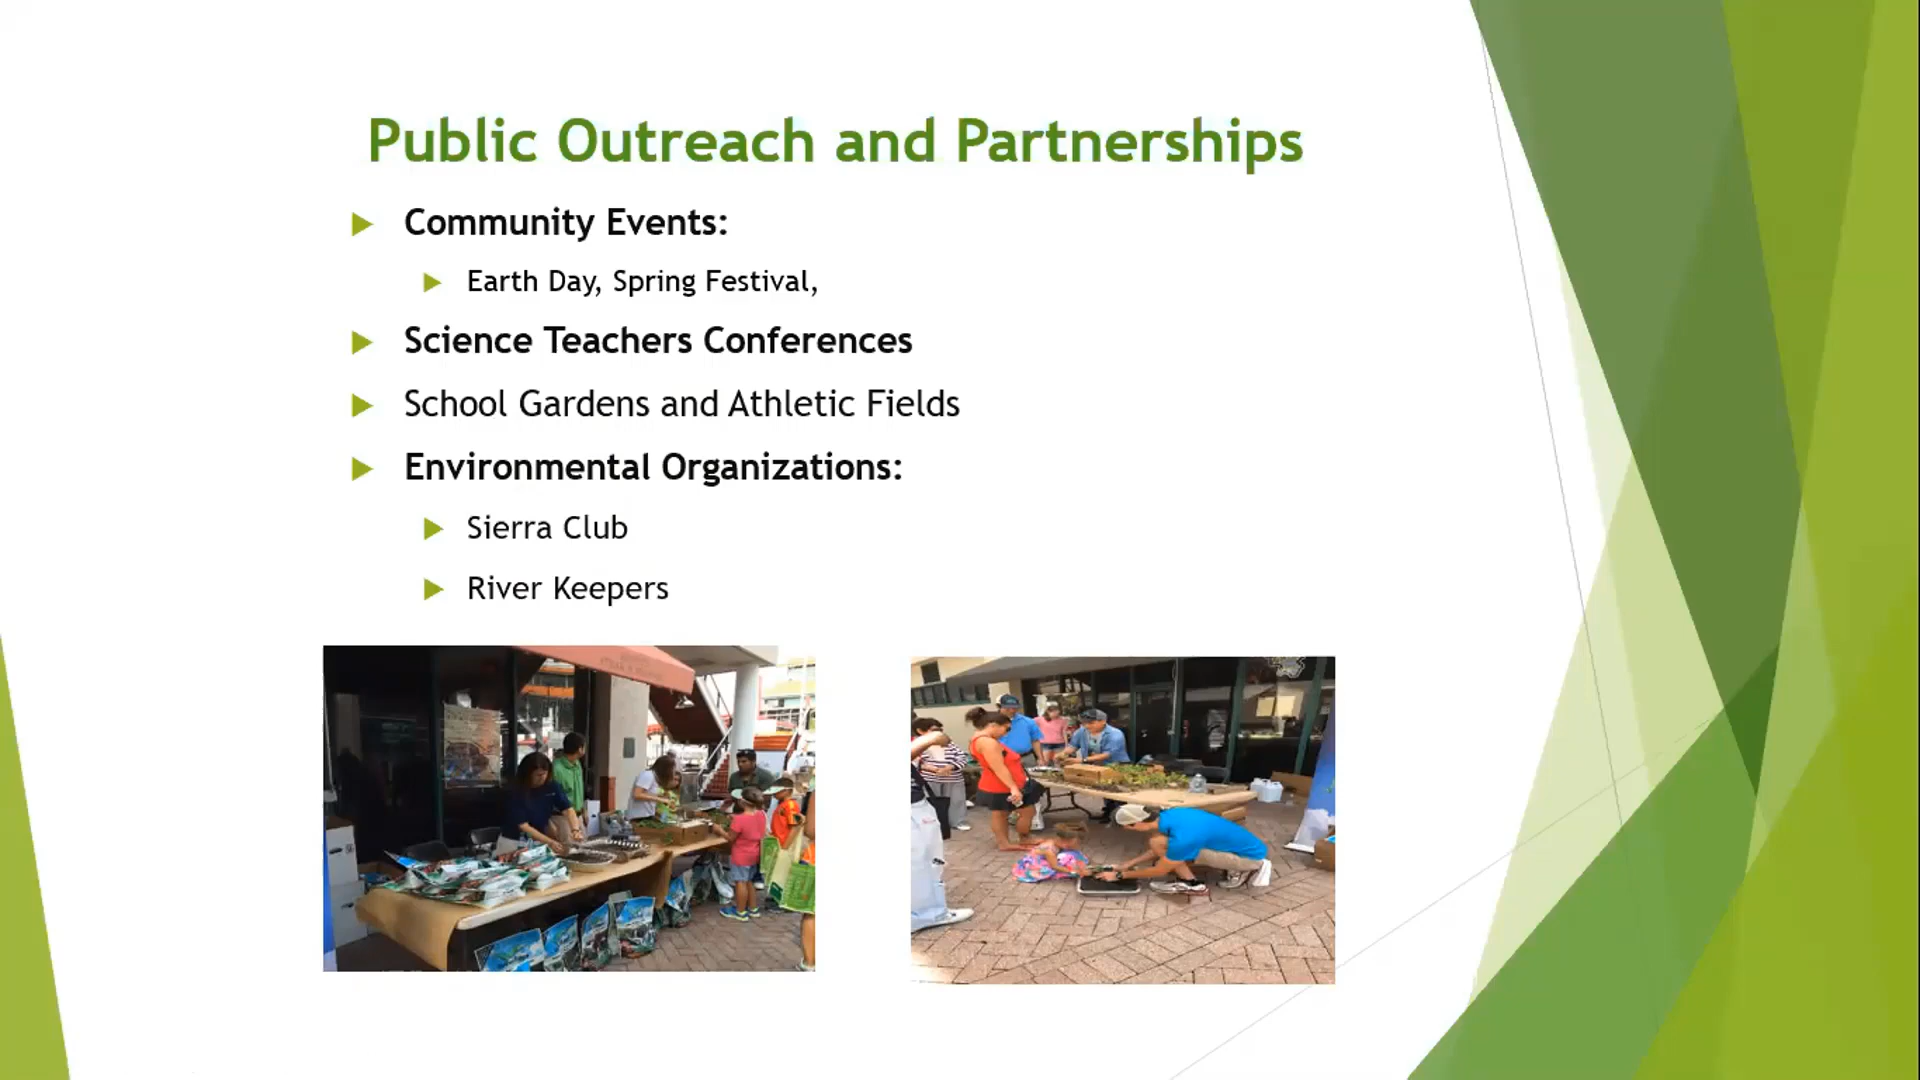 Public Outreach and Partnerships
Community Events:
Earth Day, Spring Festival,
Science Teachers Conferences
School Gardens and Athletic Fields
Environmental Organizations:
Sierra Club
River Keepers